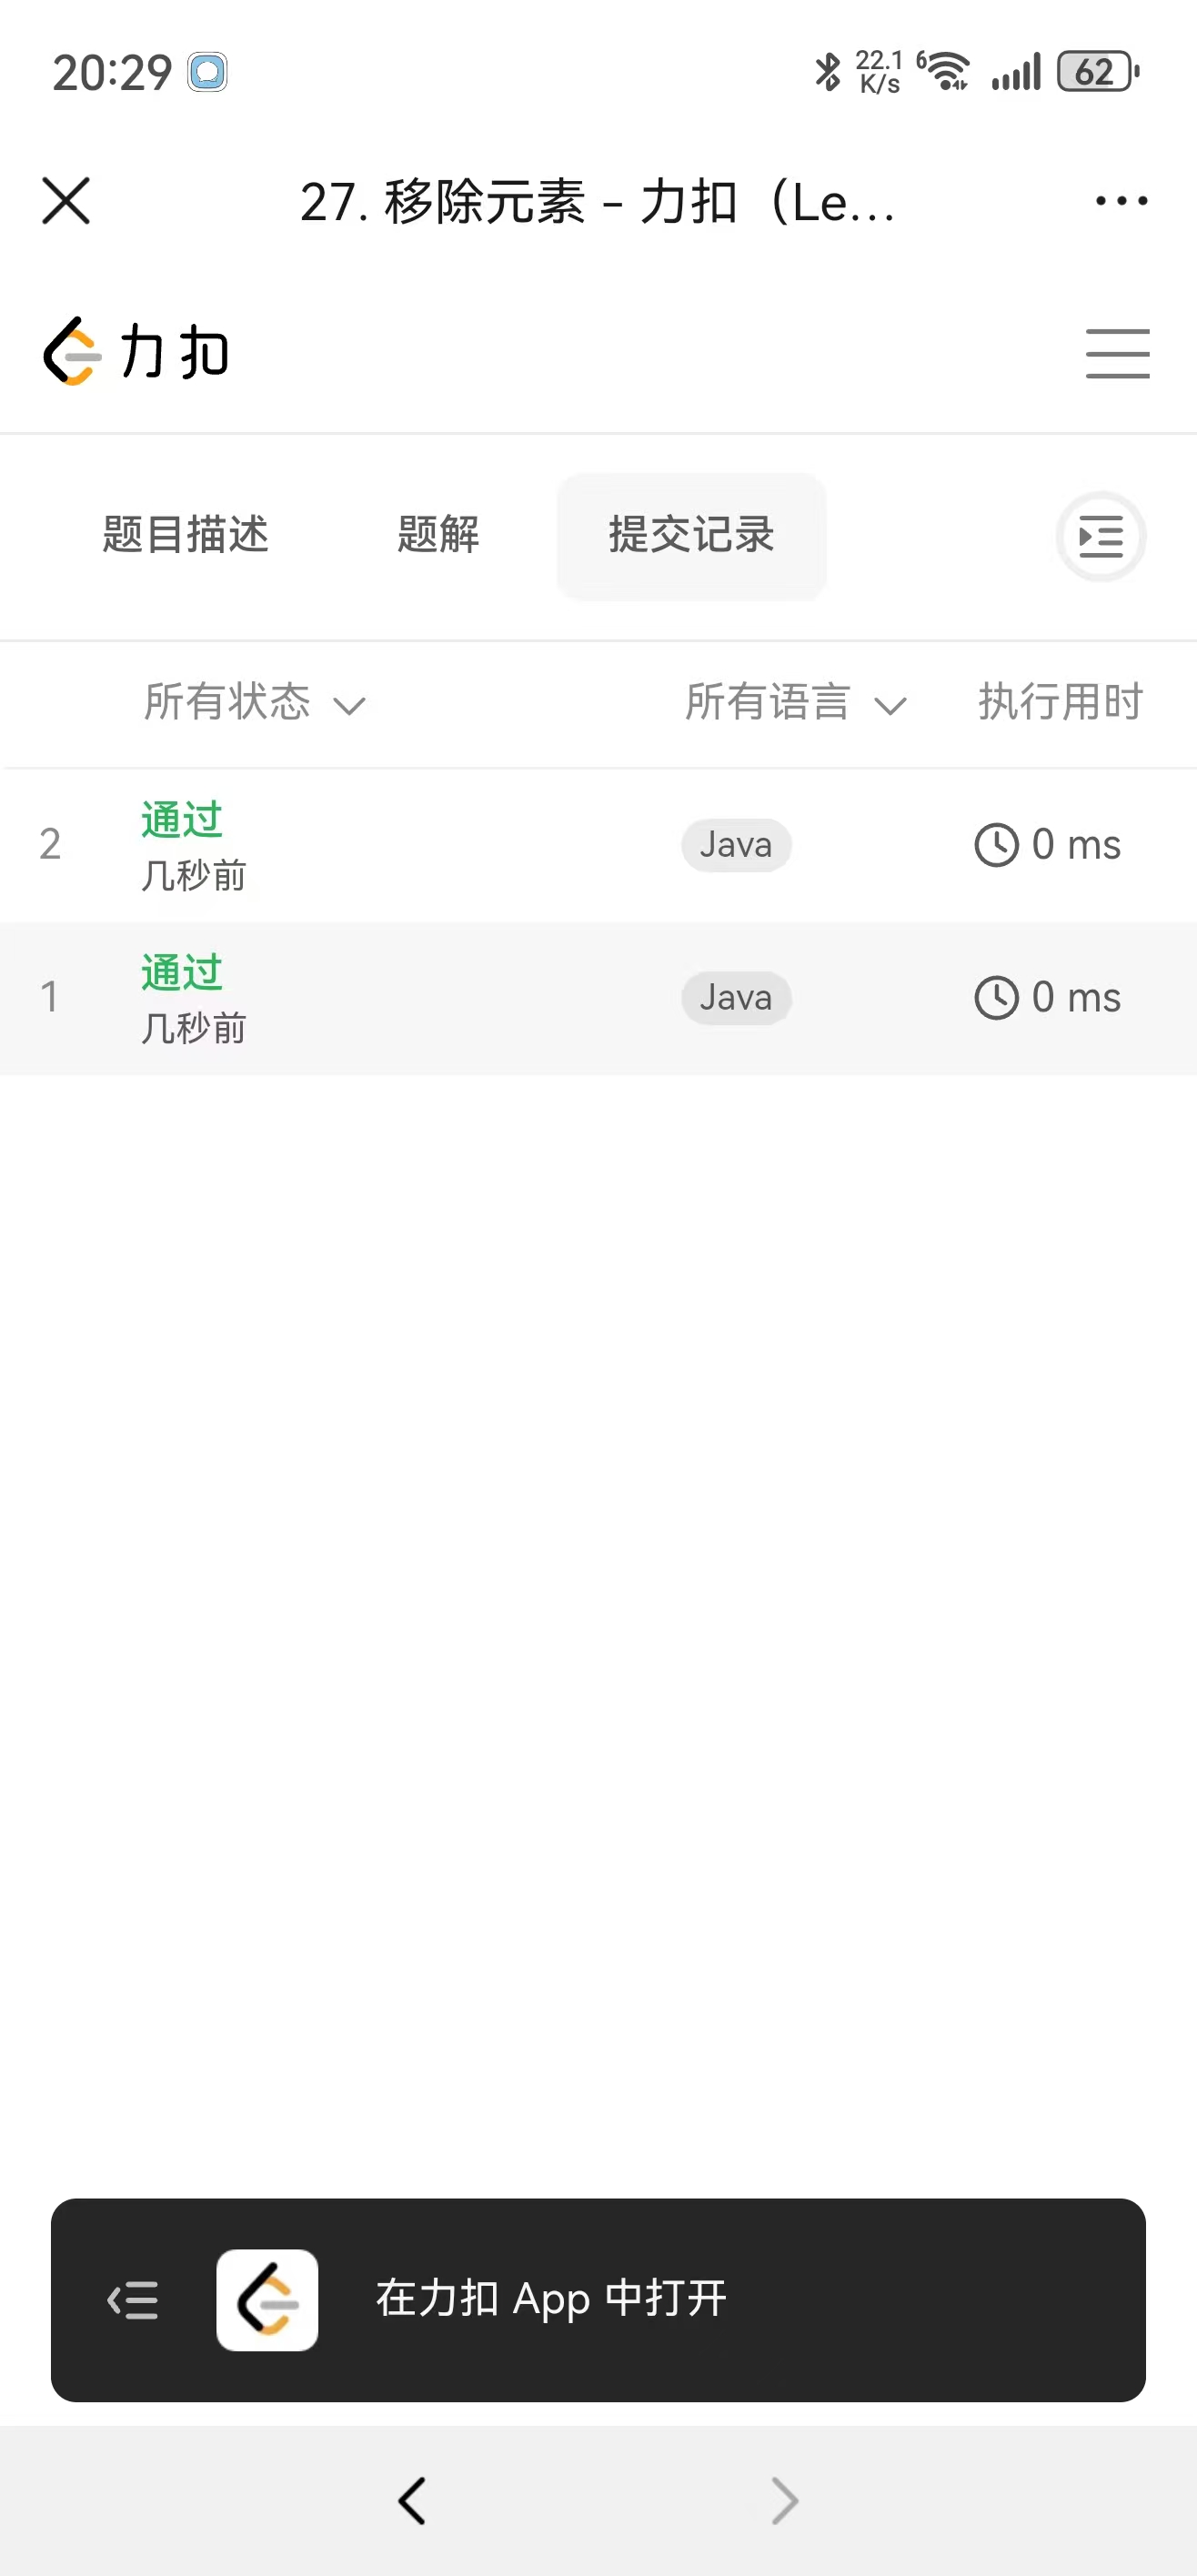 20:29
22.1 K/s 6 62
27. 移除元素 - 力扣（Le...
力扣
题目描述 题解 提交记录
所有状态 所有语言 执行用时
2 通过 Java 0 ms
几秒前
1 通过 Java 0 ms
几秒前
在力扣 App 中打开